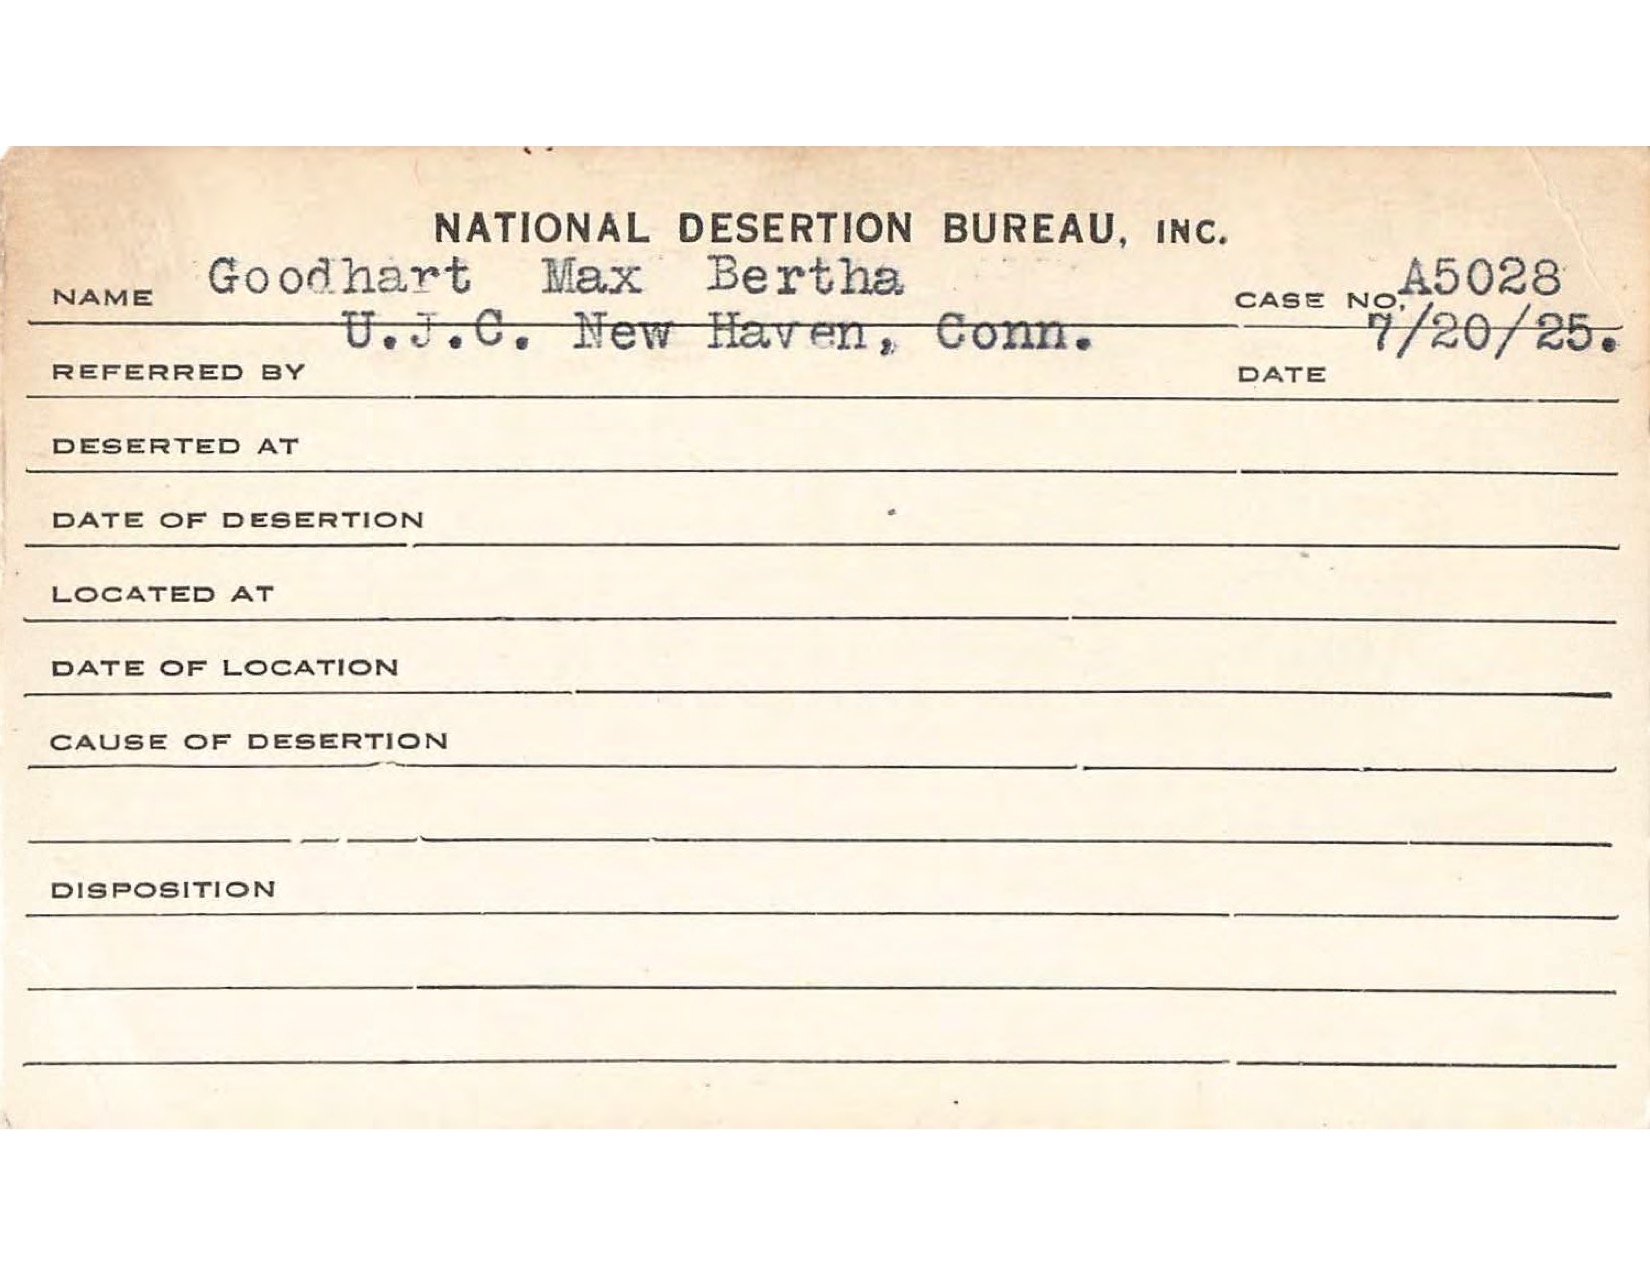 NATIONAL DESERTION BUREAU, INC.
NAME Goodhart Max Bertha CASE NO. A5028
REFERRED BY U.J.C. New Haven, Conn. DATE 7/20/25.
DESERTED AT
DATE OF DESERTION
LOCATED AT
DATE OF LOCATION
CAUSE OF DESERTION
DISPOSITION